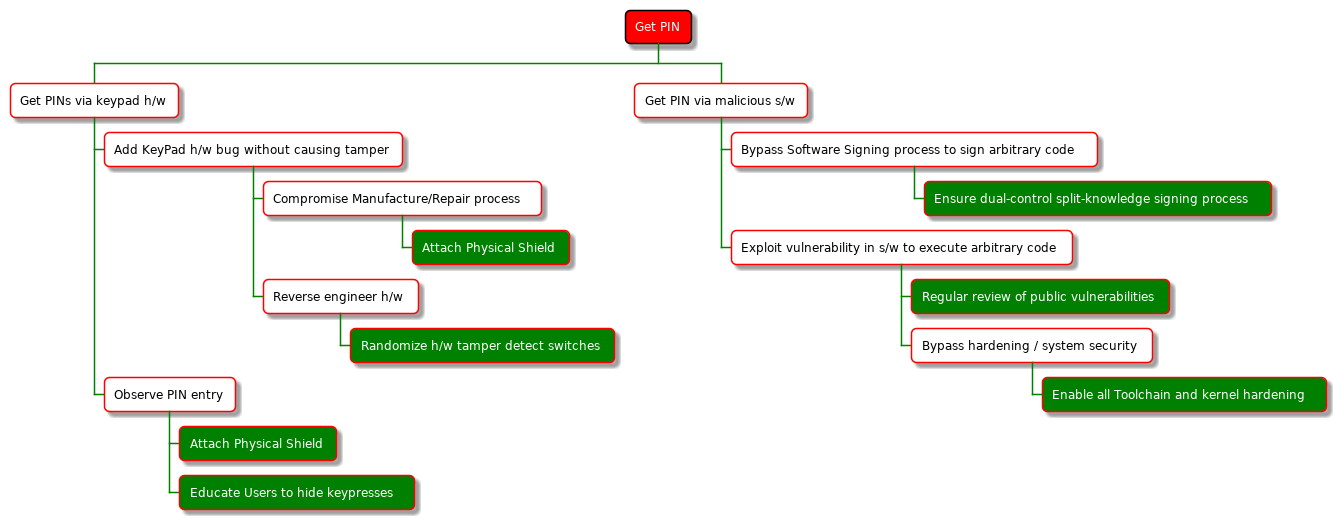 Get PIN
Get PINs via keypad h/w
Add KeyPad h/w bug without causing tamper
Compromise Manufacture/Repair process
Attach Physical Shield
Reverse engineer h/w
Randomize h/w tamper detect switches
Observe PIN entry
Attach Physical Shield
Educate Users to hide keypresses
Get PIN via malicious s/w
Bypass Software Signing process to sign arbitrary code
Ensure dual-control split-knowledge signing process
Exploit vulnerability in s/w to execute arbitrary code
Regular review of public vulnerabilities
Bypass hardening / system security
Enable all Toolchain and kernel hardening